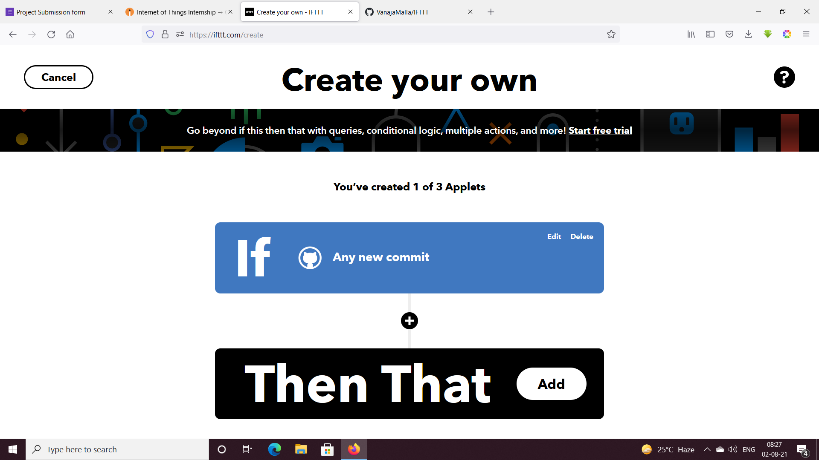 Project Submission form
Internet of Things Internship —
Create your own - IFTTT
VanajaMalla/IFTTT
https://ifttt.com/create
Cancel
Create your own
?
Go beyond if this then that with queries, conditional logic, multiple actions, and more! Start free trial
You've created 1 of 3 Applets
Edit Delete
If Any new commit
Then That Add
Type here to search
25°C Haze
ENG
08:27
02-08-21
4